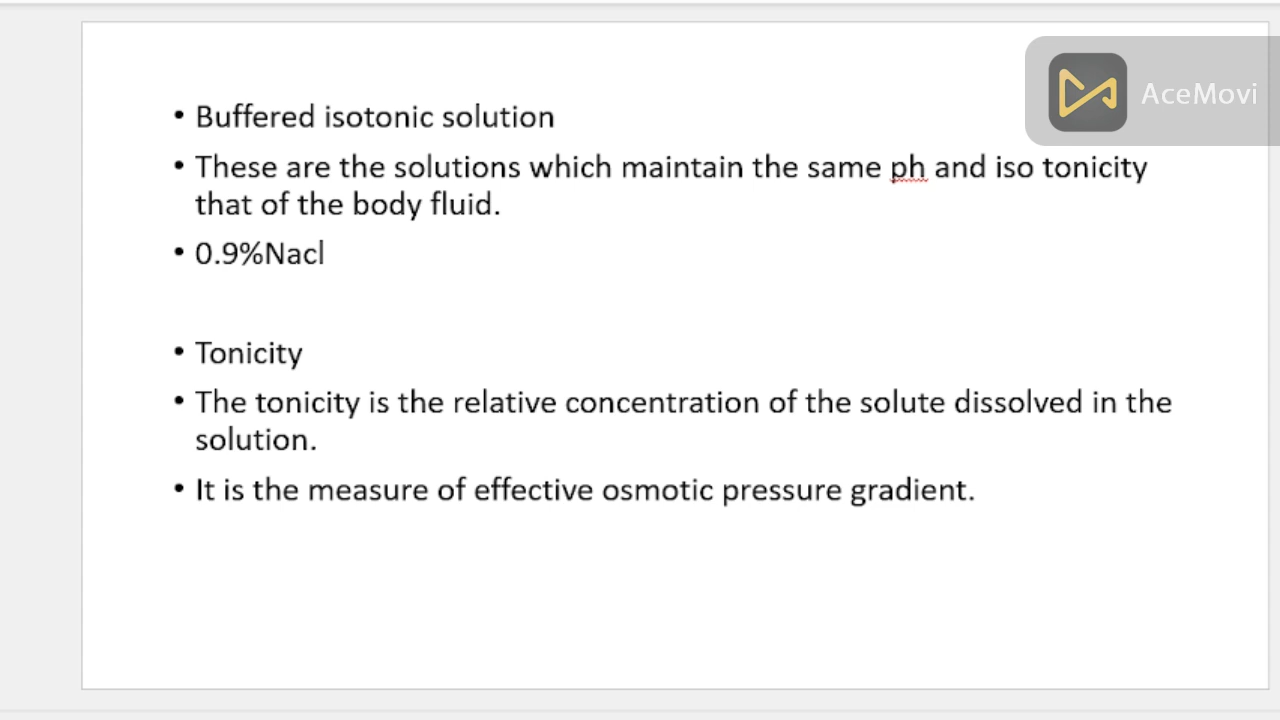 AceMovi
• Buffered isotonic solution
• These are the solutions which maintain the same ph and iso tonicity
that of the body fluid.
• 0.9%Nacl
• Tonicity
• The tonicity is the relative concentration of the solute dissolved in the
solution.
• It is the measure of effective osmotic pressure gradient.